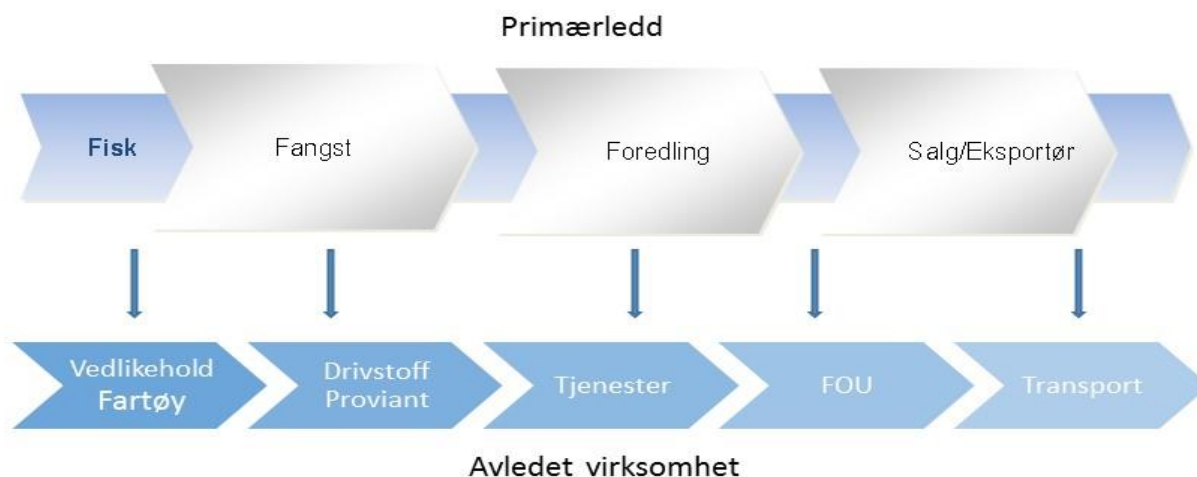 Primærledd
Fisk
Fangst
Foredling
Salg/Eksportør
Vedlikehold
Fartøy
Drivstoff
Proviant
Tjenester
FOU
Transport
Avledet virksomhet